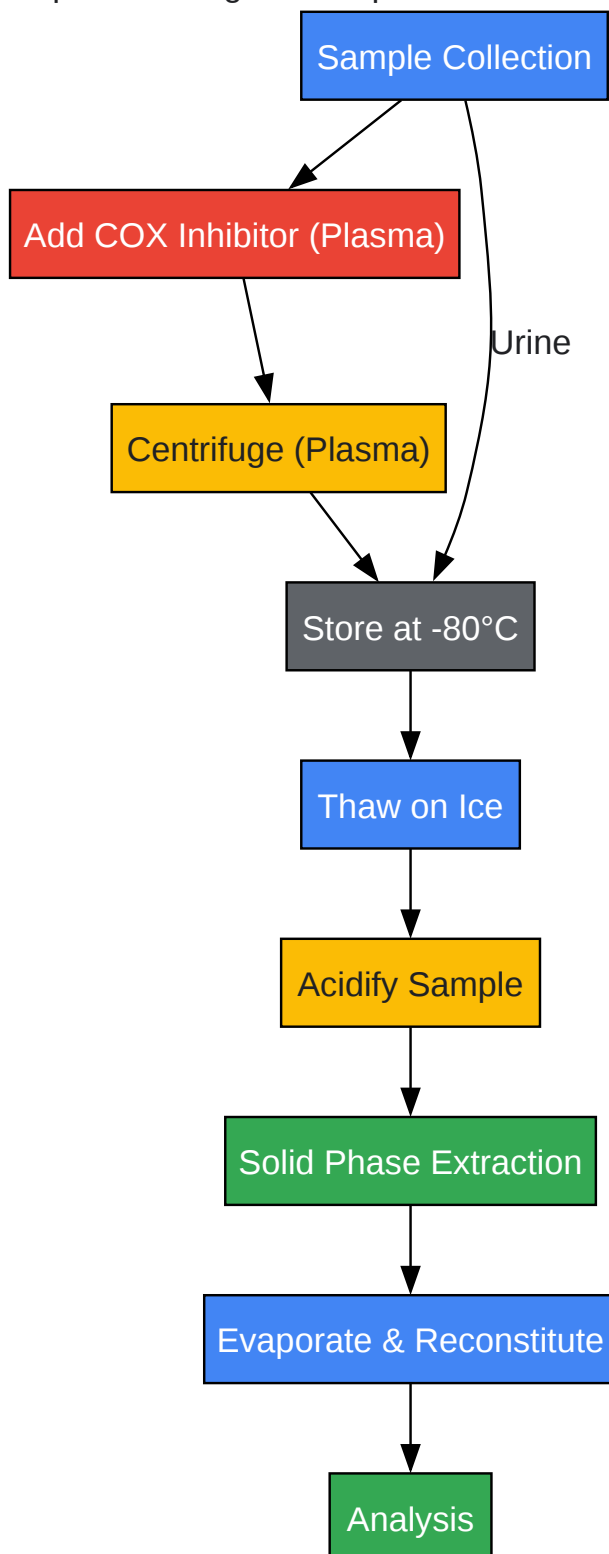 Sample Collection
Add COX Inhibitor (Plasma)
Urine
Centrifuge (Plasma)
Store at -80°C
Thaw on Ice
Acidify Sample
Solid Phase Extraction
Evaporate & Reconstitute
Analysis